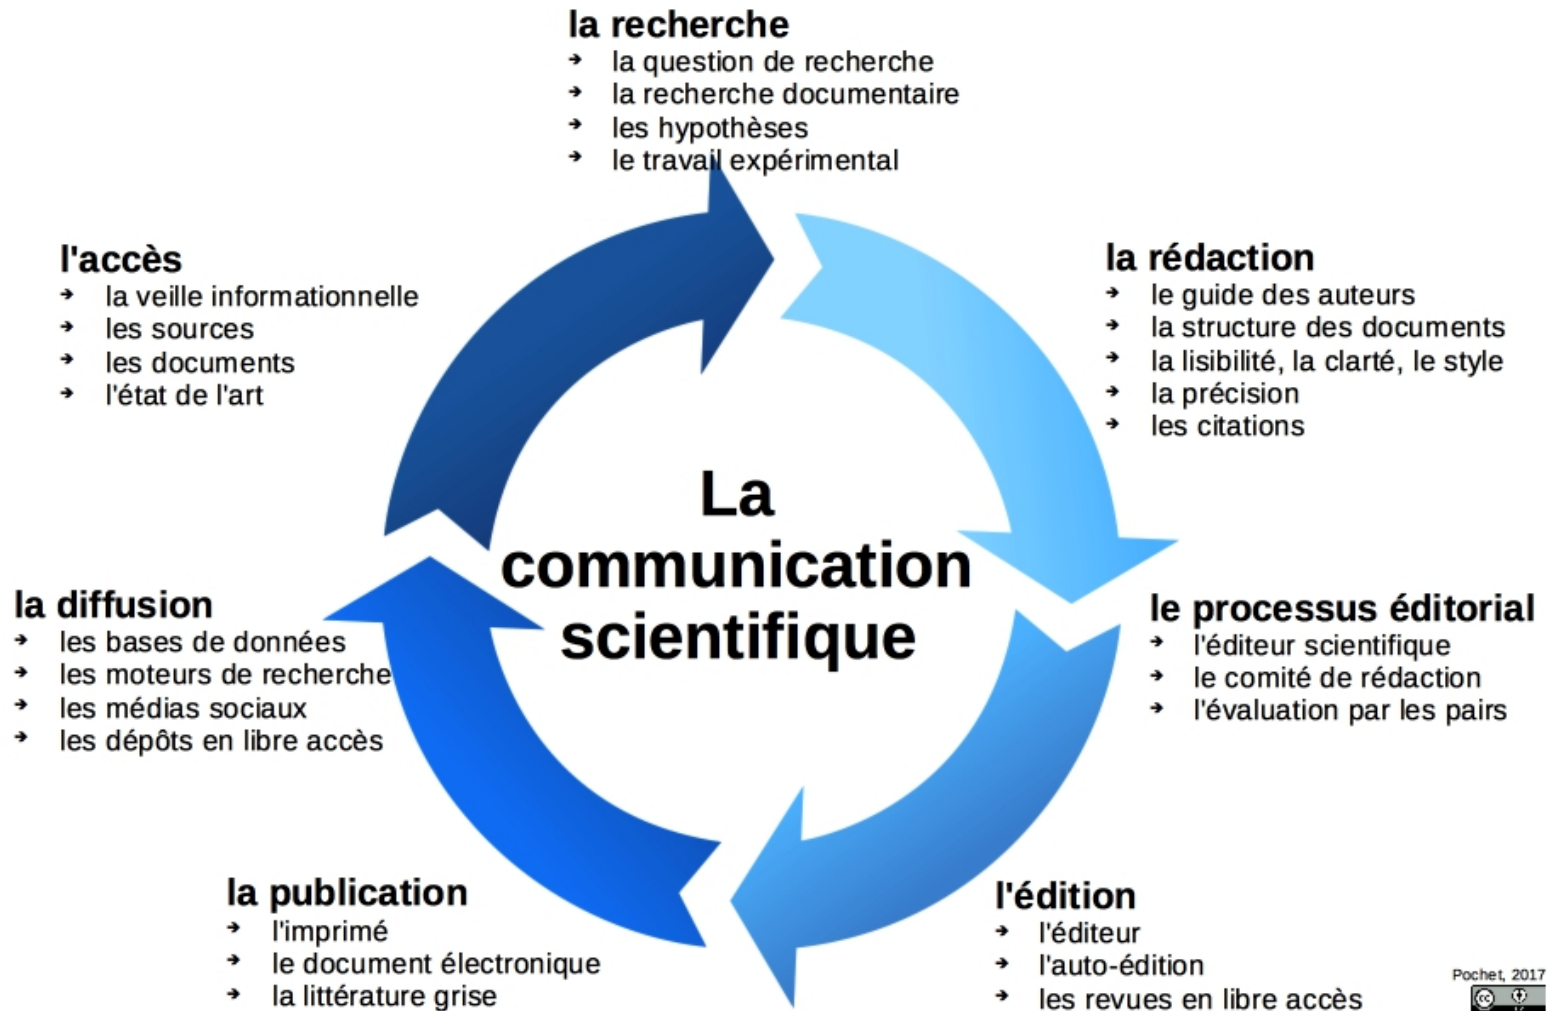 la recherche
➔ la question de recherche
➔ la recherche documentaire
➔ les hypothèses
➔ le travail expérimental
la rédaction
➔ le guide des auteurs
➔ la structure des documents
➔ la lisibilité, la clarté, le style
➔ la précision
➔ les citations
le processus éditorial
➔ l'éditeur scientifique
➔ le comité de rédaction
➔ l'évaluation par les pairs
l'édition
➔ l'éditeur
➔ l'auto-édition
➔ les revues en libre accès
la publication
➔ l'imprimé
➔ le document électronique
➔ la littérature grise
la diffusion
➔ les bases de données
➔ les moteurs de recherche
➔ les médias sociaux
➔ les dépôts en libre accès
l'accès
➔ la veille informationnelle
➔ les sources
➔ les documents
➔ l'état de l'art
La
communication
scientifique
Pochet, 2017
cc